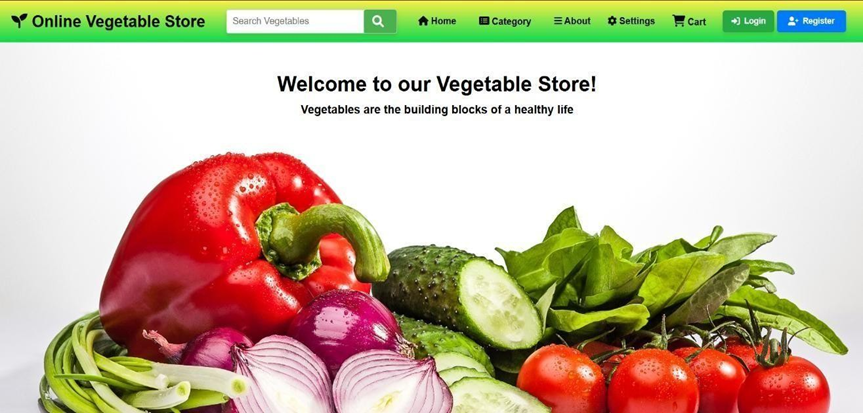 Online Vegetable Store
Search Vegetables
Home
Category
About
Settings
Cart
Login
Register
Welcome to our Vegetable Store!
Vegetables are the building blocks of a healthy life